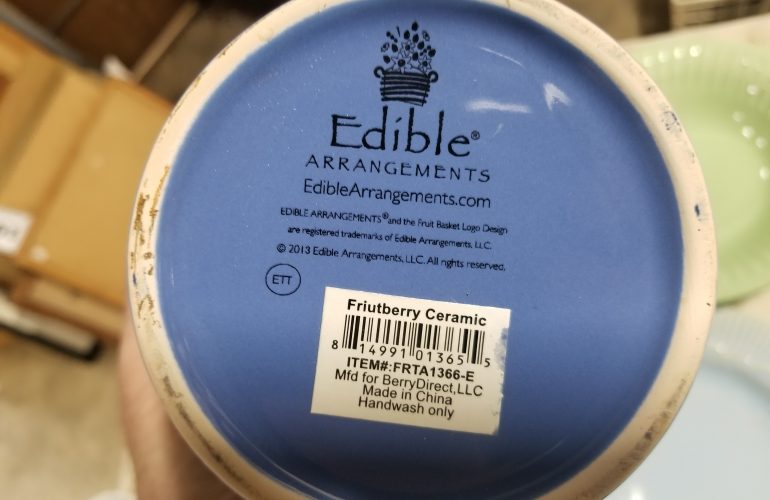 Edible®
ARRANGEMENTS
EdibleArrangements.com
EDIBLE ARRANGEMENTS® and the Fruit Basket Logo Design
are registered trademarks of Edible Arrangements, LLC.
© 2013 Edible Arrangements, LLC. All rights reserved.
ETT
Friutberry Ceramic
8 14991 01365 5
ITEM#:FRTA1366-E
Mfd for BerryDirect,LLC
Made in China
Handwash only